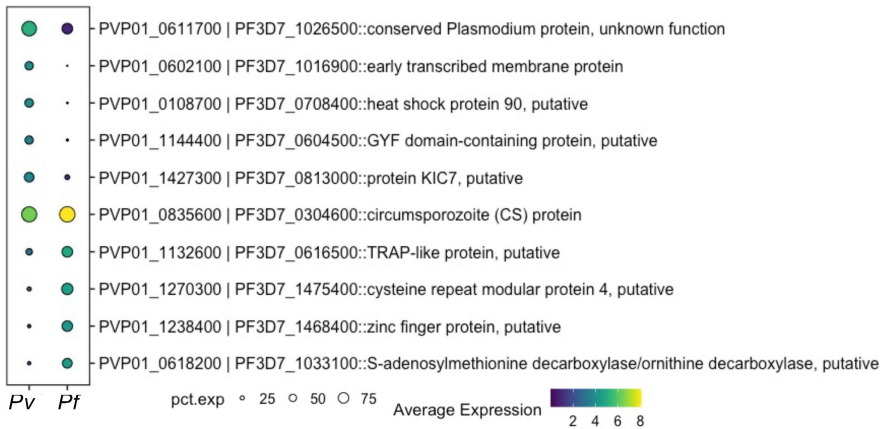 PVP01_0611700 | PF3D7_1026500::conserved Plasmodium protein, unknown function
PVP01_0602100 | PF3D7_1016900::early transcribed membrane protein
PVP01_0108700 | PF3D7_0708400::heat shock protein 90, putative
PVP01_1144400 | PF3D7_0604500::GYF domain-containing protein, putative
PVP01_1427300 | PF3D7_0813000::protein KIC7, putative
PVP01_0835600 | PF3D7_0304600::circumsporozoite (CS) protein
PVP01_1132600 | PF3D7_0616500::TRAP-like protein, putative
PVP01_1270300 | PF3D7_1475400::cysteine repeat modular protein 4, putative
PVP01_1238400 | PF3D7_1468400::zinc finger protein, putative
PVP01_0618200 | PF3D7_1033100::S-adenosylmethionine decarboxylase/ornithine decarboxylase, putative
Pv Pf
pct.exp 25 50 75
Average Expression
2 4 6 8